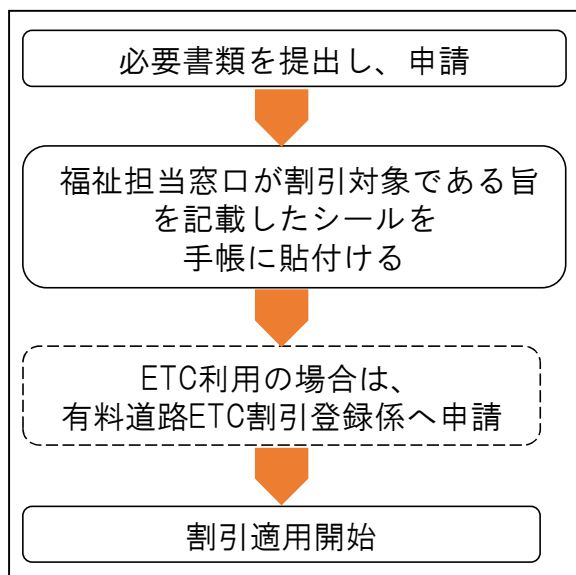 必要書類を提出し、申請
福祉担当窓口が割引対象である旨
を記載したシールを
手帳に貼付ける
ETC利用の場合は、
有料道路ETC割引登録係へ申請
割引適用開始